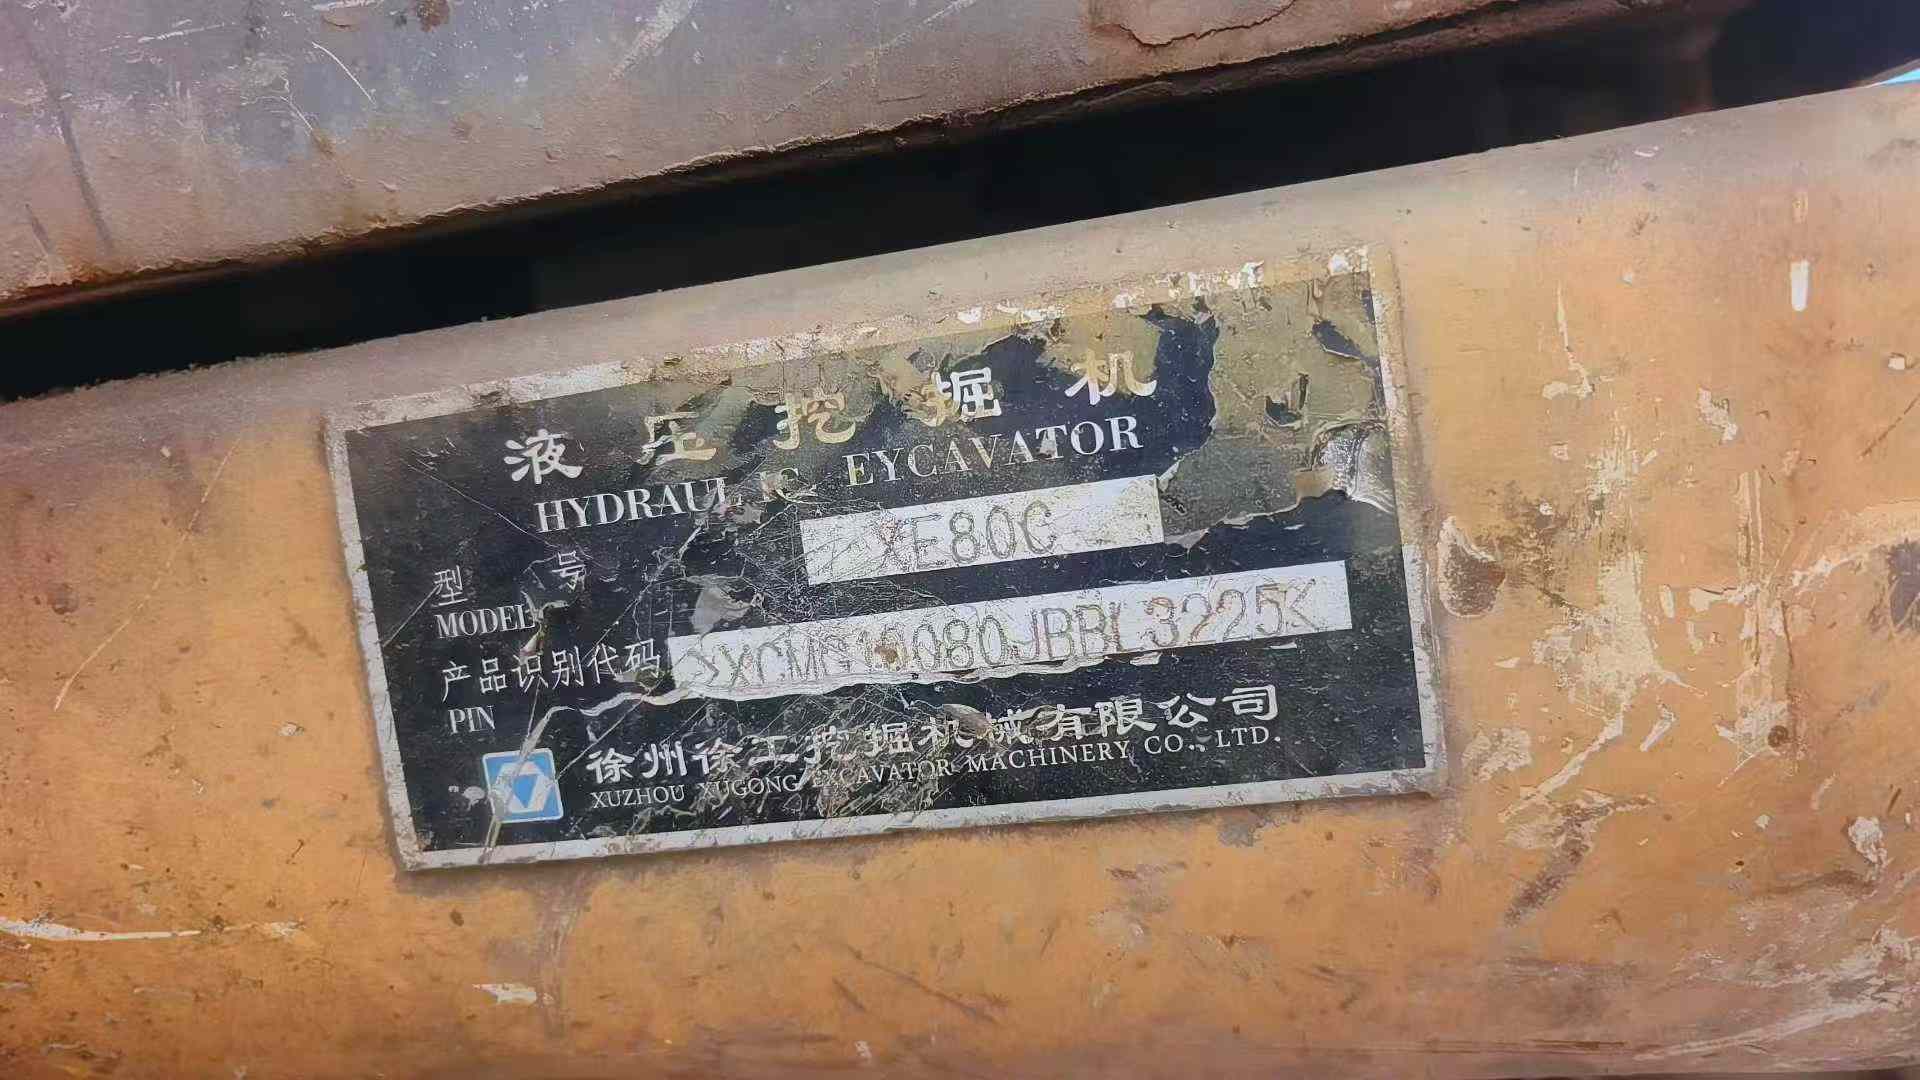 液压挖掘机
HYDRAULIC EYCAVATOR
型号 XE80C
MODEL
产品识别代码
PIN
徐州徐工挖掘机械有限公司
XUZHOU XUGONG EXCAVATOR MACHINERY CO., LTD.